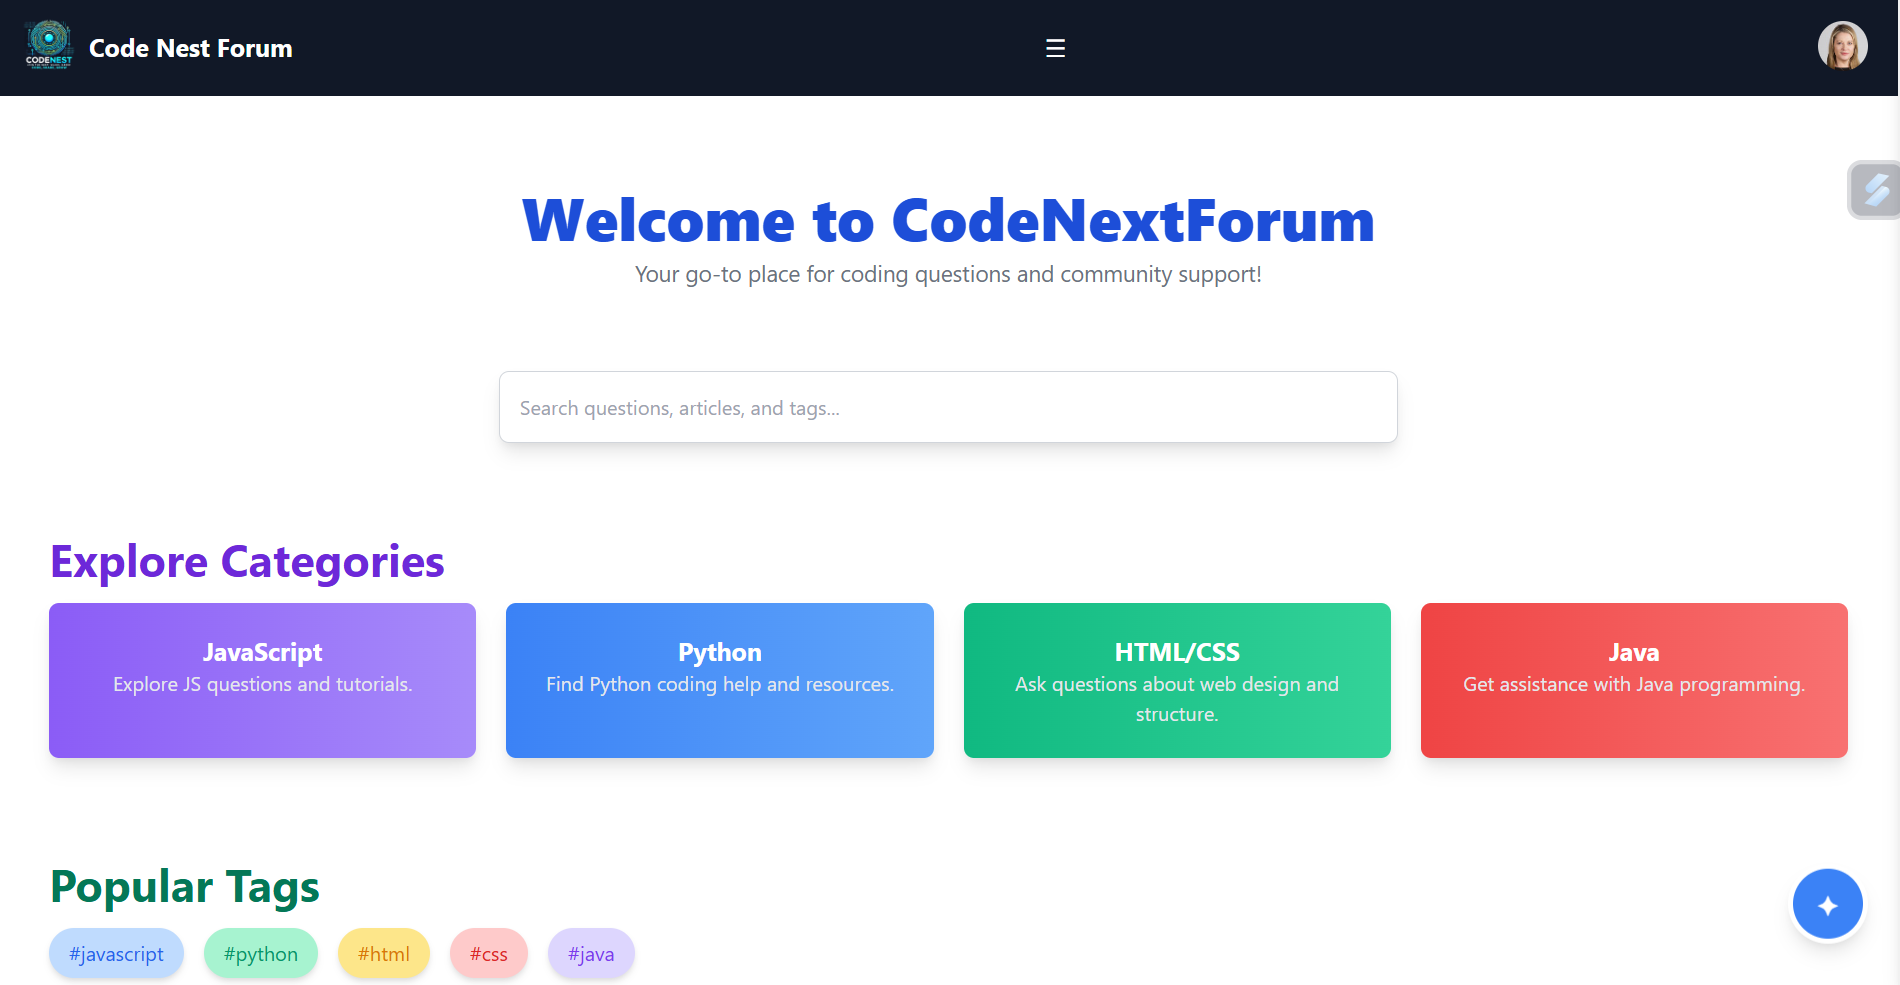 CODENEST
Code Nest Forum
Welcome to CodeNextForum
Your go-to place for coding questions and community support!
Search questions, articles, and tags...
Explore Categories
JavaScript
Explore JS questions and tutorials.
Python
Find Python coding help and resources.
HTML/CSS
Ask questions about web design and
structure.
Java
Get assistance with Java programming.
Popular Tags
#javascript
#python
#html
#css
#java